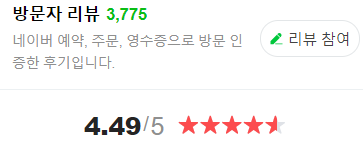 방문자 리뷰 3,775
네이버 예약, 주문, 영수증으로 방문 인
증한 후기입니다.
리뷰 참여
4.49/5